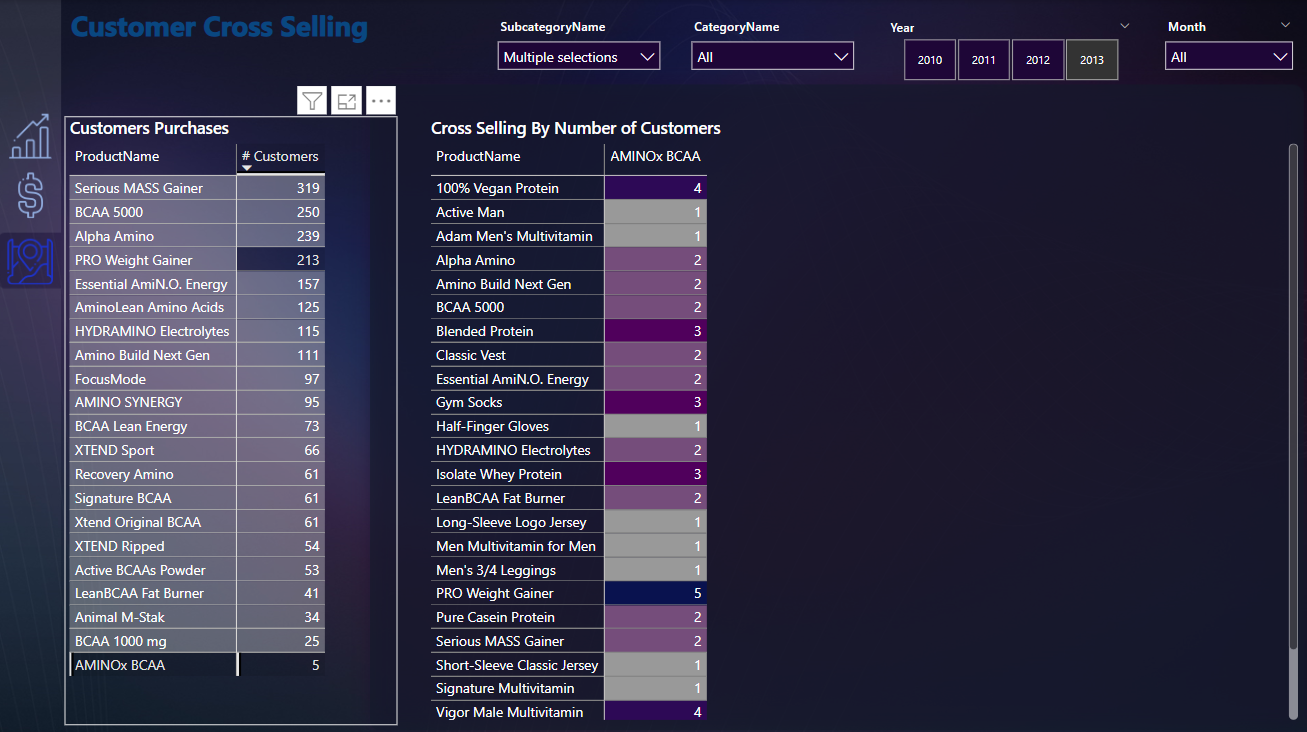 Customer Cross Selling
SubcategoryName
Multiple selections
CategoryName
All
Year
2010 2011 2012 2013
Month
All
Customers Purchases
ProductName # Customers
Serious MASS Gainer 319
BCAA 5000 250
Alpha Amino 239
PRO Weight Gainer 213
Essential AmiN.O. Energy 157
AminoLean Amino Acids 125
HYDRAMINO Electrolytes 115
Amino Build Next Gen 111
FocusMode 97
AMINO SYNERGY 95
BCAA Lean Energy 73
XTEND Sport 66
Recovery Amino 61
Signature BCAA 61
Xtend Original BCAA 61
XTEND Ripped 54
Active BCAAs Powder 53
LeanBCAA Fat Burner 41
Animal M-Stak 34
BCAA 1000 mg 25
AMINOx BCAA 5
Cross Selling By Number of Customers
ProductName AMINOx BCAA
100% Vegan Protein 4
Active Man 1
Adam Men's Multivitamin 1
Alpha Amino 2
Amino Build Next Gen 2
BCAA 5000 2
Blended Protein 3
Classic Vest 2
Essential AmiN.O. Energy 2
Gym Socks 3
Half-Finger Gloves 1
HYDRAMINO Electrolytes 2
Isolate Whey Protein 3
LeanBCAA Fat Burner 2
Long-Sleeve Logo Jersey 1
Men Multivitamin for Men 1
Men's 3/4 Leggings 1
PRO Weight Gainer 5
Pure Casein Protein 2
Serious MASS Gainer 2
Short-Sleeve Classic Jersey 1
Signature Multivitamin 1
Vigor Male Multivitamin 4